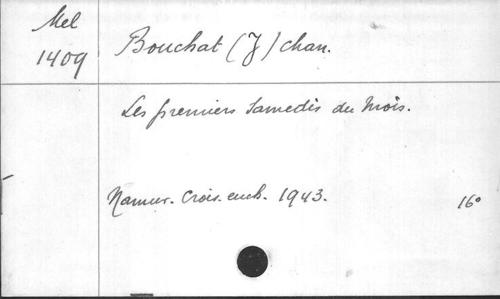 Mel
1409
Bouchat (J) chan.
Les premiers Samedis du Mois.
Namur. Crois. euch. 1943.
16°